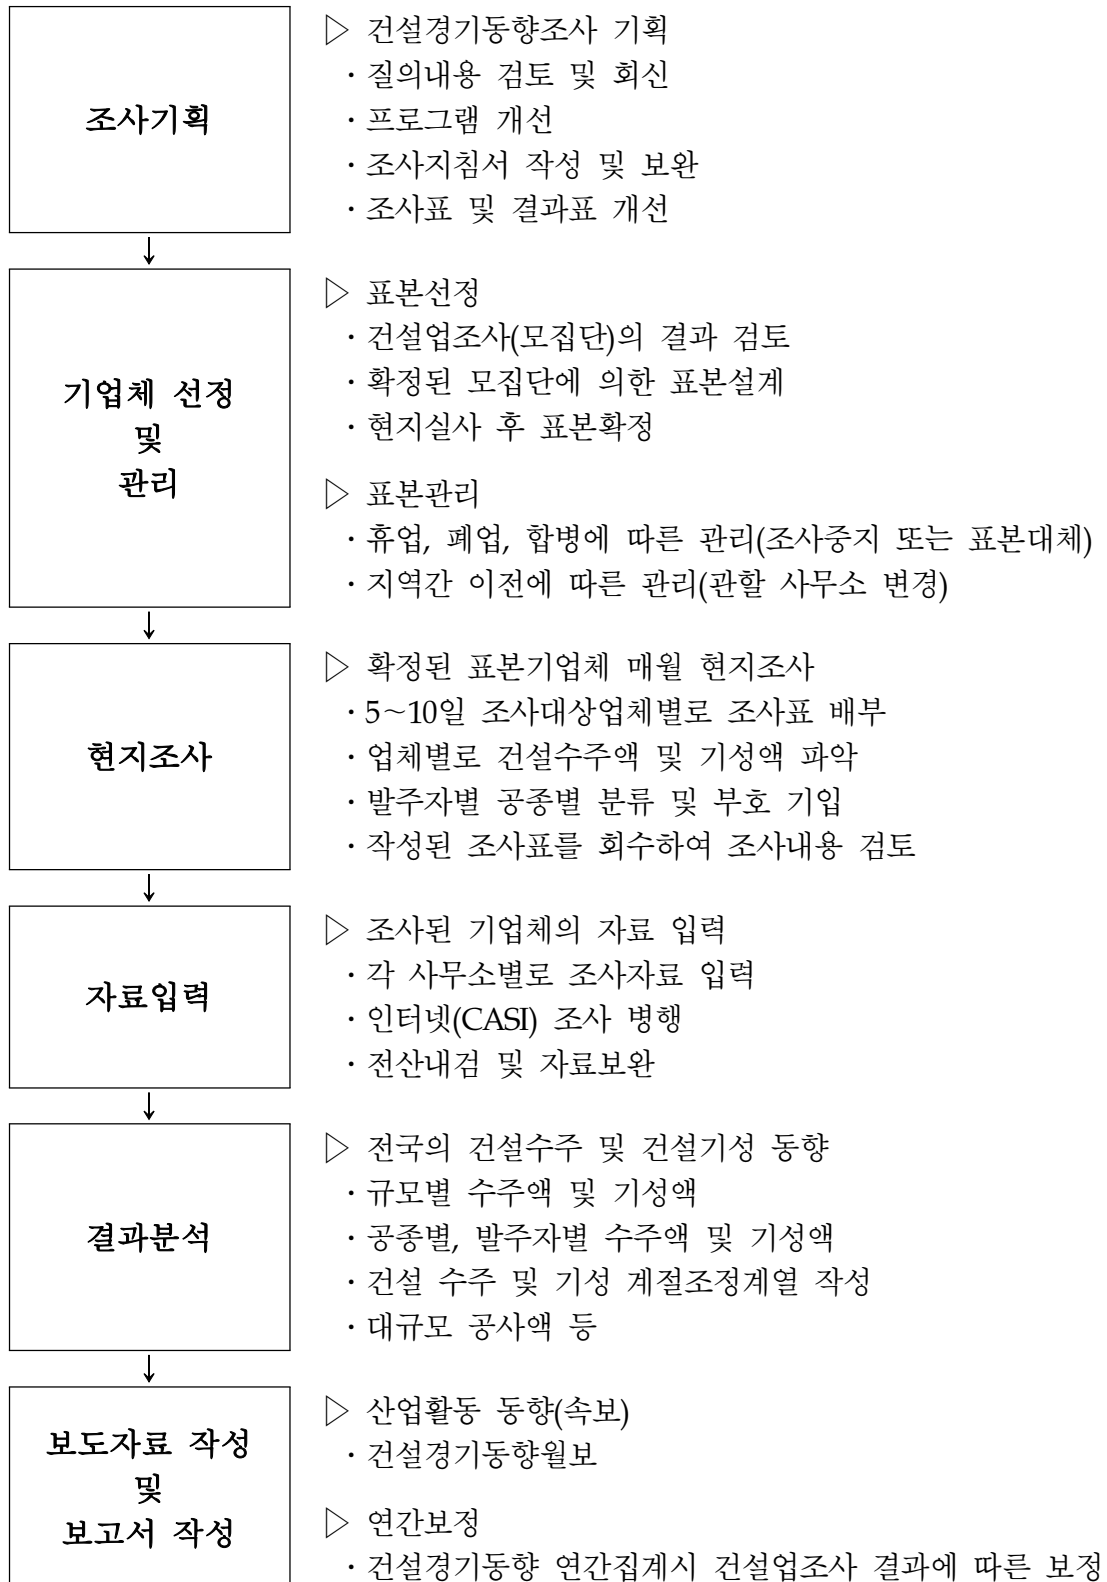 조사기획
▷ 건설경기동향조사 기획
· 질의내용 검토 및 회신
· 프로그램 개선
· 조사지침서 작성 및 보완
· 조사표 및 결과표 개선
↓
기업체 선정
및
관리
▷ 표본선정
· 건설업조사(모집단)의 결과 검토
· 확정된 모집단에 의한 표본설계
· 현지실사 후 표본확정
▷ 표본관리
· 휴업, 폐업, 합병에 따른 관리(조사중지 또는 표본대체)
· 지역간 이전에 따른 관리(관할 사무소 변경)
↓
현지조사
▷ 확정된 표본기업체 매월 현지조사
· 5~10일 조사대상업체별로 조사표 배부
· 업체별로 건설수주액 및 기성액 파악
· 발주자별 공종별 분류 및 부호 기입
· 작성된 조사표를 회수하여 조사내용 검토
↓
자료입력
▷ 조사된 기업체의 자료 입력
· 각 사무소별로 조사자료 입력
· 인터넷(CASI) 조사 병행
· 전산내검 및 자료보완
↓
결과분석
▷ 전국의 건설수주 및 건설기성 동향
· 규모별 수주액 및 기성액
· 공종별, 발주자별 수주액 및 기성액
· 건설 수주 및 기성 계절조정계열 작성
· 대규모 공사액 등
↓
보도자료 작성
및
보고서 작성
▷ 산업활동 동향(속보)
· 건설경기동향월보
▷ 연간보정
· 건설경기동향 연간집계시 건설업조사 결과에 따른 보정